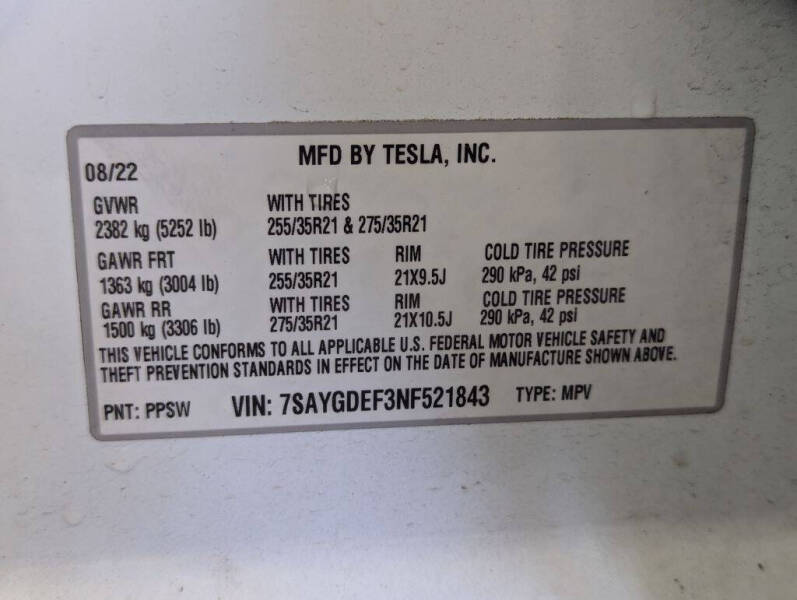 MFD BY TESLA, INC.
08/22
GVWR WITH TIRES
2382 kg (5252 lb) 255/35R21 & 275/35R21
GAWR FRT WITH TIRES RIM COLD TIRE PRESSURE
1363 kg (3004 lb) 255/35R21 21X9.5J 290 kPa, 42 psi
GAWR RR WITH TIRES RIM COLD TIRE PRESSURE
1500 kg (3306 lb) 275/35R21 21X10.5J 290 kPa, 42 psi
THIS VEHICLE CONFORMS TO ALL APPLICABLE U.S. FEDERAL MOTOR VEHICLE SAFETY AND
THEFT PREVENTION STANDARDS IN EFFECT ON THE DATE OF MANUFACTURE SHOWN ABOVE.
PNT: PPSW VIN: 7SAYGDEF3NF521843 TYPE: MPV